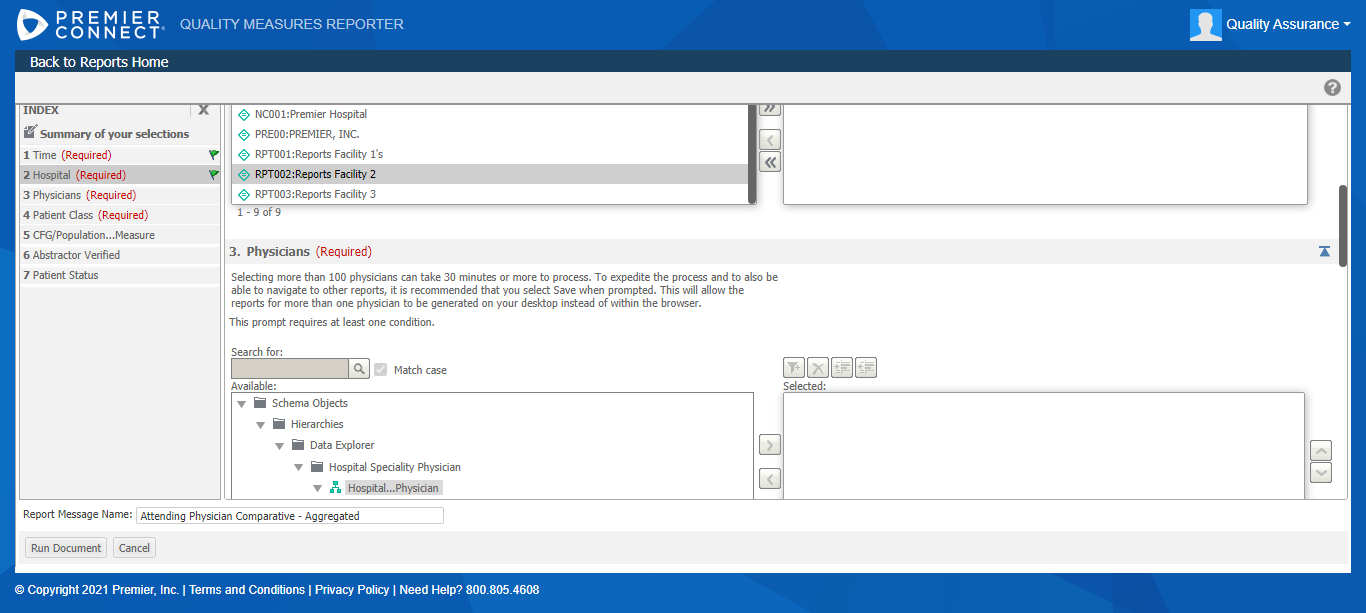 PREMIER
CONNECT
QUALITY MEASURES REPORTER
Quality Assurance
Back to Reports Home
?
INDEX
X
Summary of your selections
1 Time (Required)
2 Hospital (Required)
3 Physicians (Required)
4 Patient Class (Required)
5 CFG/Population...Measure
6 Abstractor Verified
7 Patient Status
NC001:Premier Hospital
PRE00:PREMIER, INC.
RPT001:Reports Facility 1's
RPT002:Reports Facility 2
RPT003:Reports Facility 3
1 - 9 of 9
3. Physicians (Required)
Selecting more than 100 physicians can take 30 minutes or more to process. To expedite the process and to also be
able to navigate to other reports, it is recommended that you select Save when prompted. This will allow the
reports for more than one physician to be generated on your desktop instead of within the browser.
This prompt requires at least one condition.
Search for:
Match case
Available:
Selected:
Schema Objects
Hierarchies
Data Explorer
Hospital Speciality Physician
Hospital...Physician
Report Message Name: Attending Physician Comparative - Aggregated
Run Document Cancel
© Copyright 2021 Premier, Inc. | Terms and Conditions | Privacy Policy | Need Help? 800.805.4608